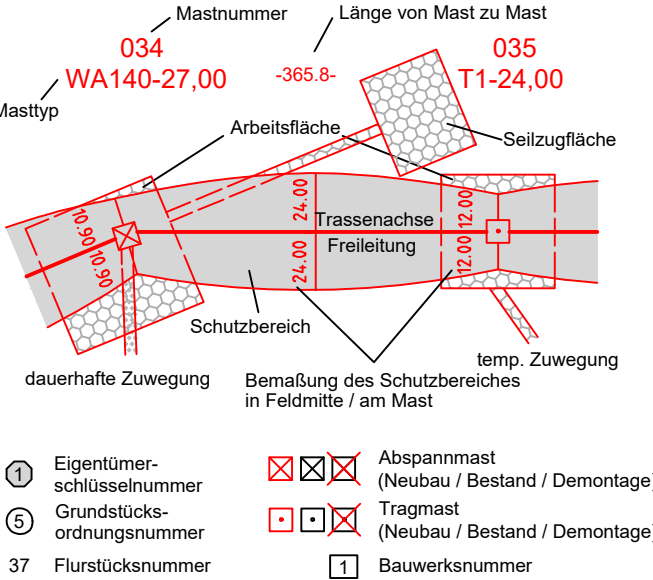 Mastnummer
Länge von Mast zu Mast
034
035
WA140-27,00
-365.8-
T1-24,00
Masttyp
Arbeitsfläche
Seilzugfläche
10.90
10.90
24.00
24.00
12.00
12.00
Trassenachse
Freileitung
Schutzbereich
dauerhafte Zuwegung
temp. Zuwegung
Bemaßung des Schutzbereiches
in Feldmitte / am Mast
1 Eigentümer-
schlüsselnummer
Abspannmast
(Neubau / Bestand / Demontage)
5 Grundstücks-
ordnungsnummer
Tragmast
(Neubau / Bestand / Demontage)
37 Flurstücksnummer
1 Bauwerksnummer